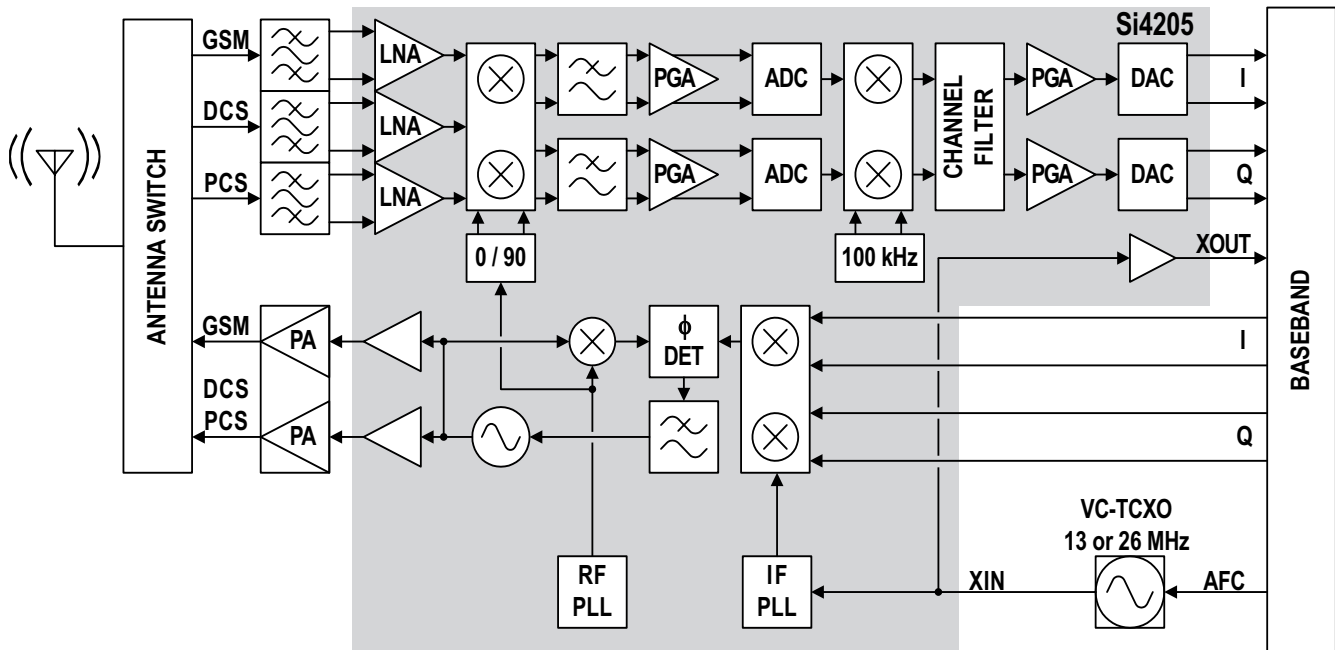 Si4205
GSM
DCS
PCS
LNA
LNA
LNA
PGA
PGA
ADC
ADC
CHANNEL
FILTER
PGA
PGA
DAC
DAC
I
Q
0 / 90
100 kHz
XOUT
ANTENNA SWITCH
BASEBAND
GSM
DCS
PCS
PA
PA
ϕ
DET
I
Q
RF
PLL
IF
PLL
XIN
VC-TCXO
13 or 26 MHz
AFC